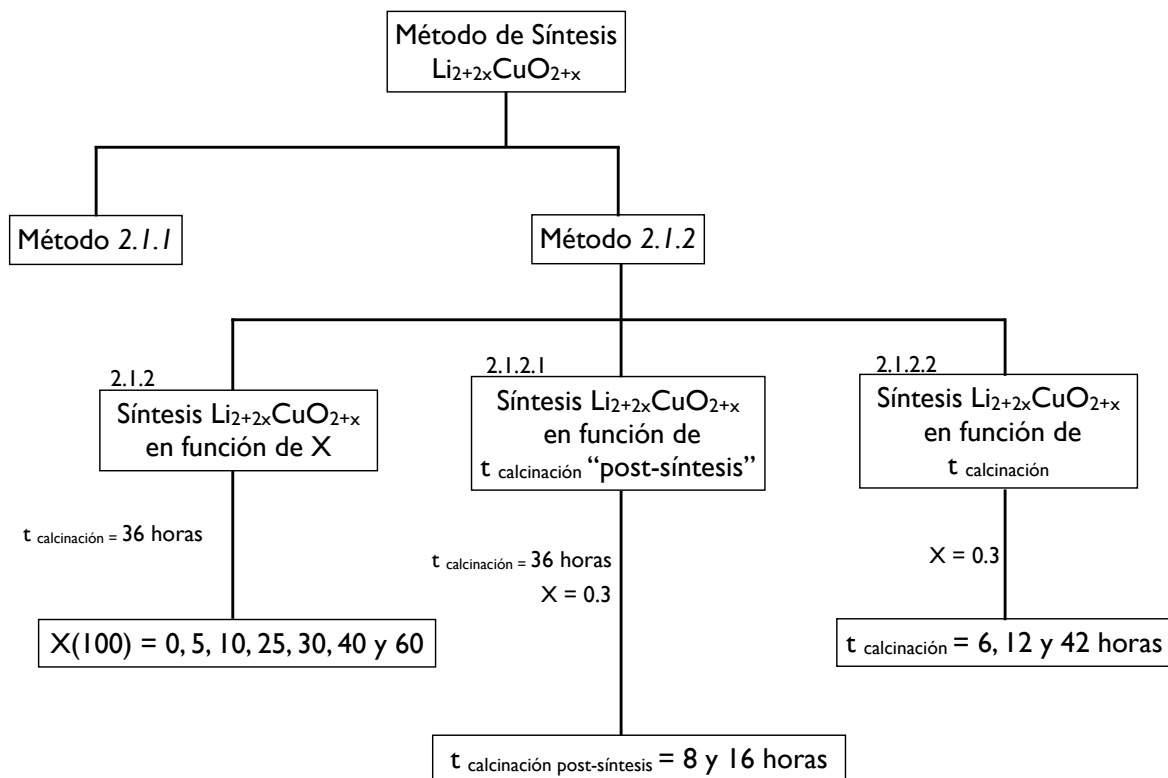 Método de Síntesis
Li₂₊₂ₓCuO₂₊ₓ
Método 2.1.1
Método 2.1.2
2.1.2
Síntesis Li₂₊₂ₓCuO₂₊ₓ
en función de X
t calcinación = 36 horas
X(100) = 0, 5, 10, 25, 30, 40 y 60
2.1.2.1
Síntesis Li₂₊₂ₓCuO₂₊ₓ
en función de
t calcinación “post-síntesis”
t calcinación = 36 horas
X = 0.3
t calcinación post-síntesis = 8 y 16 horas
2.1.2.2
Síntesis Li₂₊₂ₓCuO₂₊ₓ
en función de
t calcinación
X = 0.3
t calcinación = 6, 12 y 42 horas